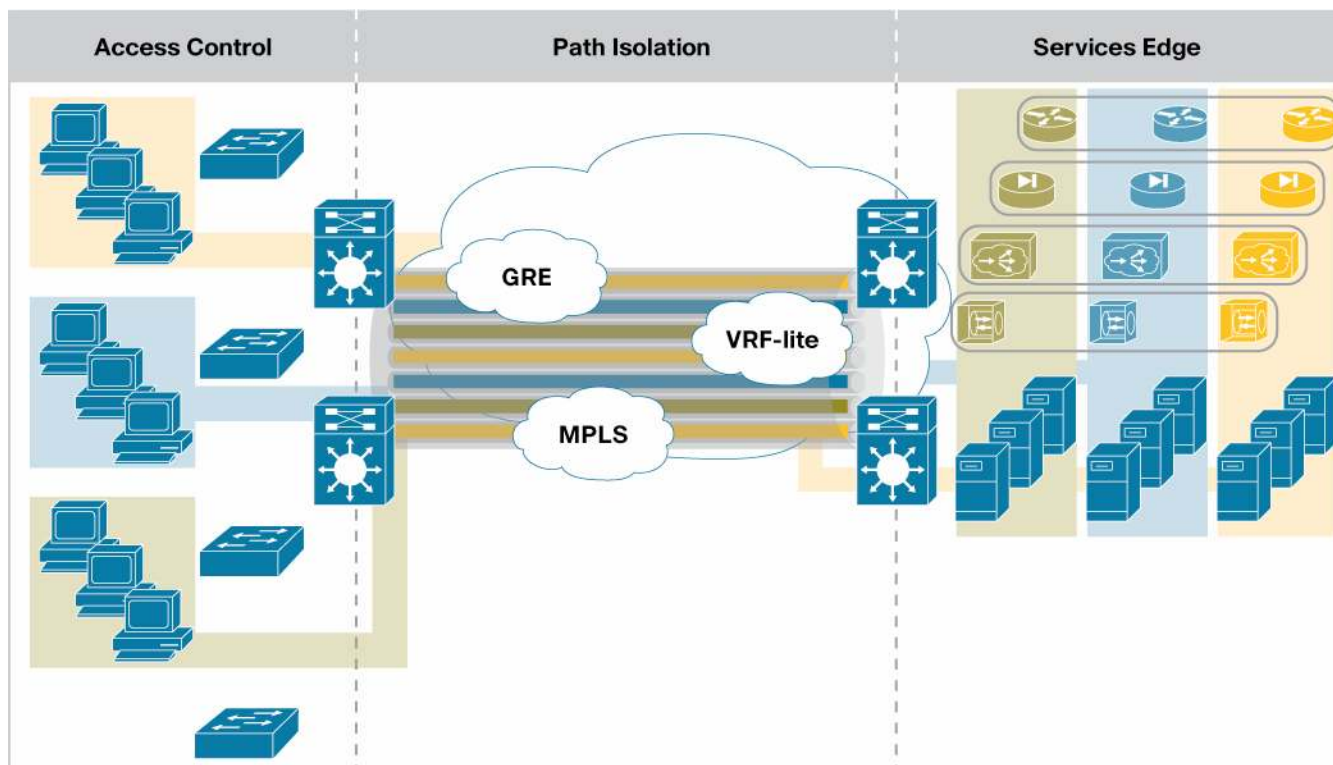 Access Control
Path Isolation
Services Edge
GRE
VRF-lite
MPLS